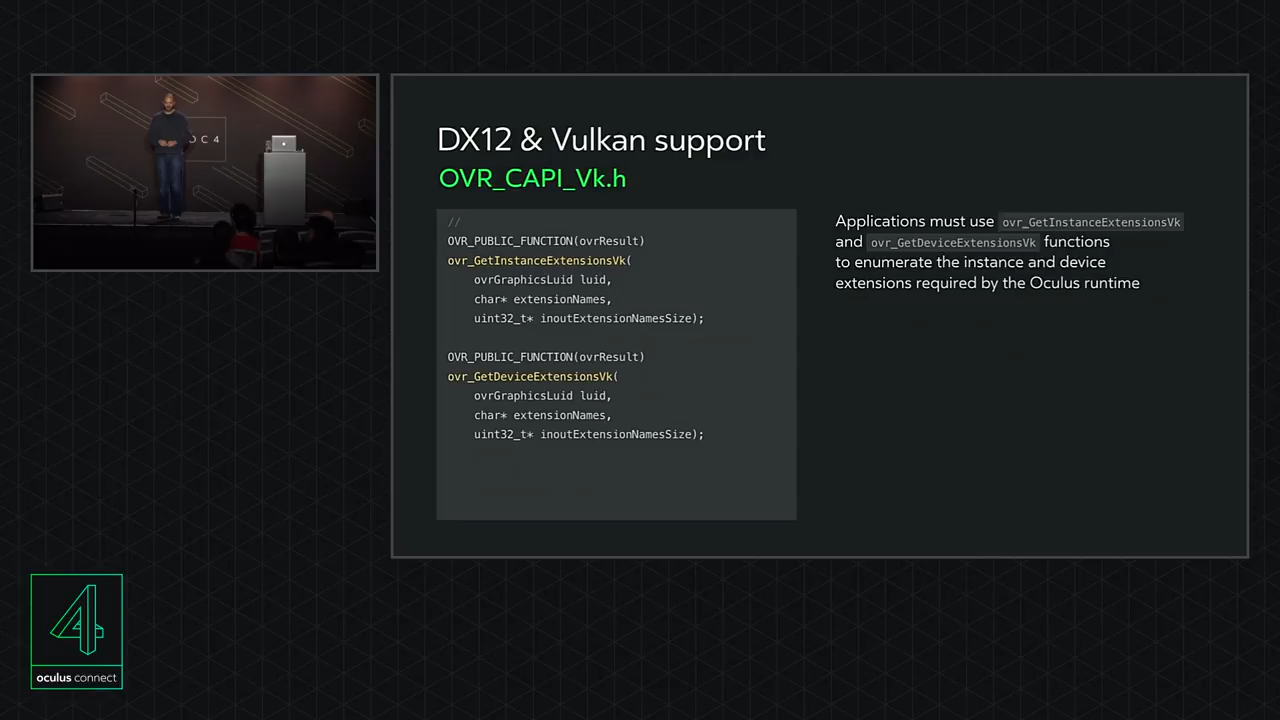 DX12 & Vulkan support
OVR_CAPI_Vk.h
//
OVR_PUBLIC_FUNCTION(ovrResult)
ovr_GetInstanceExtensionsVk(
ovrGraphicsLuid luid,
char* extensionNames,
uint32_t* inoutExtensionNamesSize);
OVR_PUBLIC_FUNCTION(ovrResult)
ovr_GetDeviceExtensionsVk(
ovrGraphicsLuid luid,
char* extensionNames,
uint32_t* inoutExtensionNamesSize);
Applications must use ovr_GetInstanceExtensionsVk
and ovr_GetDeviceExtensionsVk functions
to enumerate the instance and device
extensions required by the Oculus runtime
OC4
4
oculus connect